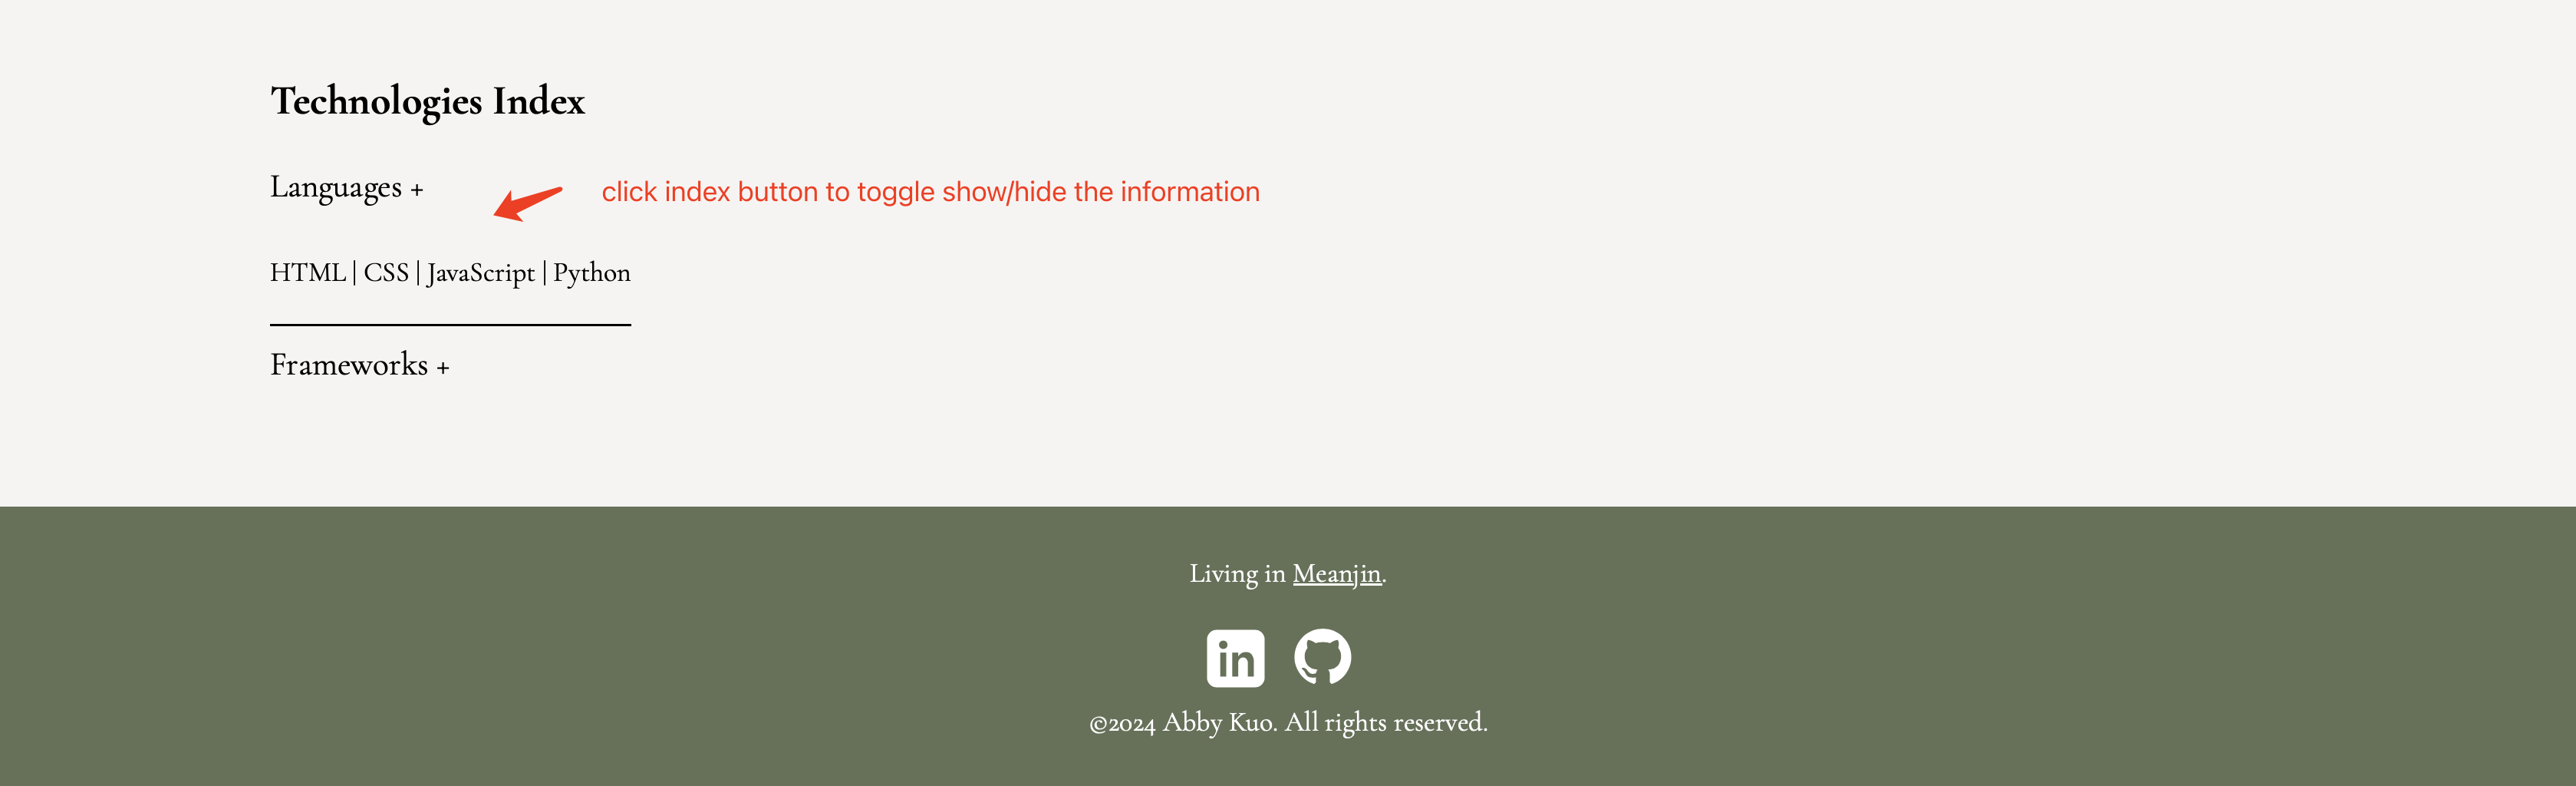 Technologies Index
Languages +
click index button to toggle show/hide the information
HTML | CSS | JavaScript | Python
Frameworks +
Living in Meanjin.
in
©2024 Abby Kuo. All rights reserved.